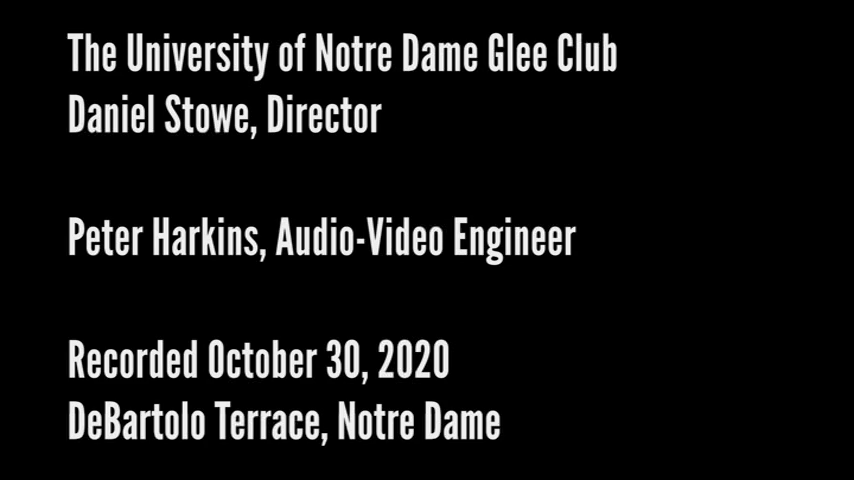 The University of Notre Dame Glee Club
Daniel Stowe, Director
Peter Harkins, Audio-Video Engineer
Recorded October 30, 2020
DeBartolo Terrace, Notre Dame